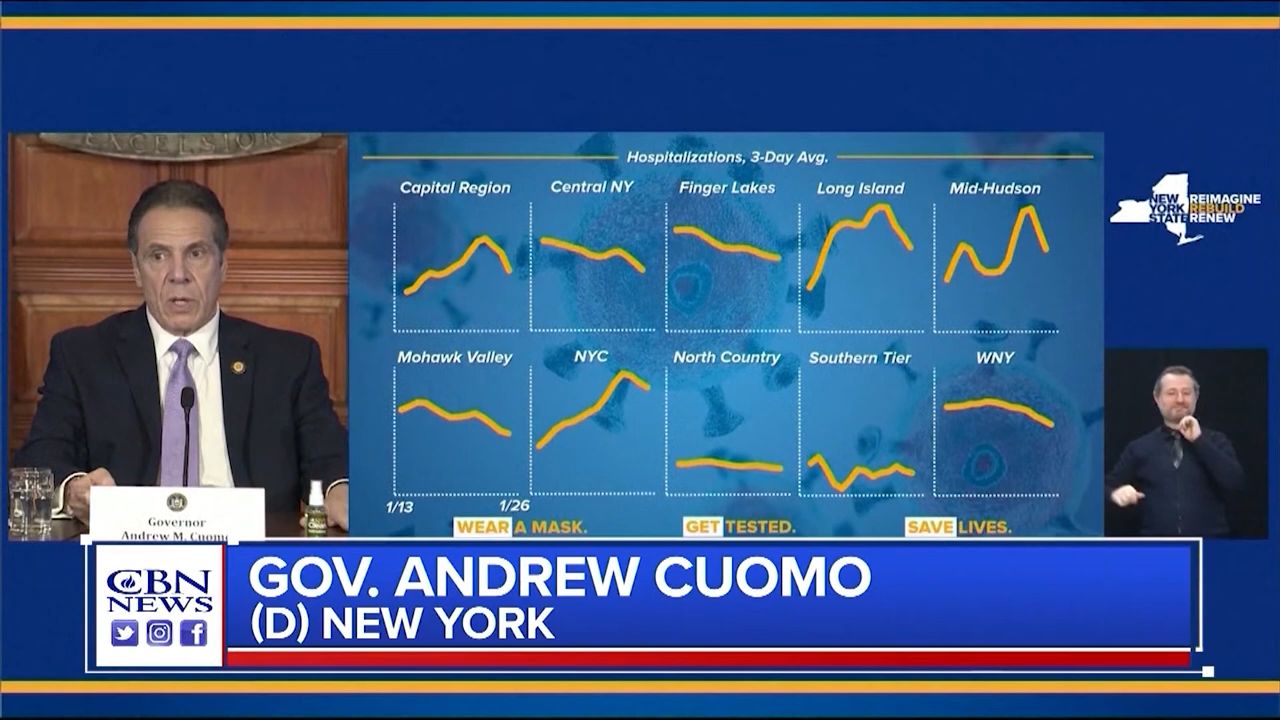 EXCELSIOR
Hospitalizations, 3-Day Avg.
Capital Region
Central NY
Finger Lakes
Long Island
Mid-Hudson
NEW
YORK
STATE
REIMAGINE
REBUILD
RENEW
Mohawk Valley
NYC
North Country
Southern Tier
WNY
1/13
1/26
WEAR A MASK.
GET TESTED.
SAVE LIVES.
Governor
Andrew M. Cuomo
CBN
NEWS
GOV. ANDREW CUOMO
(D) NEW YORK